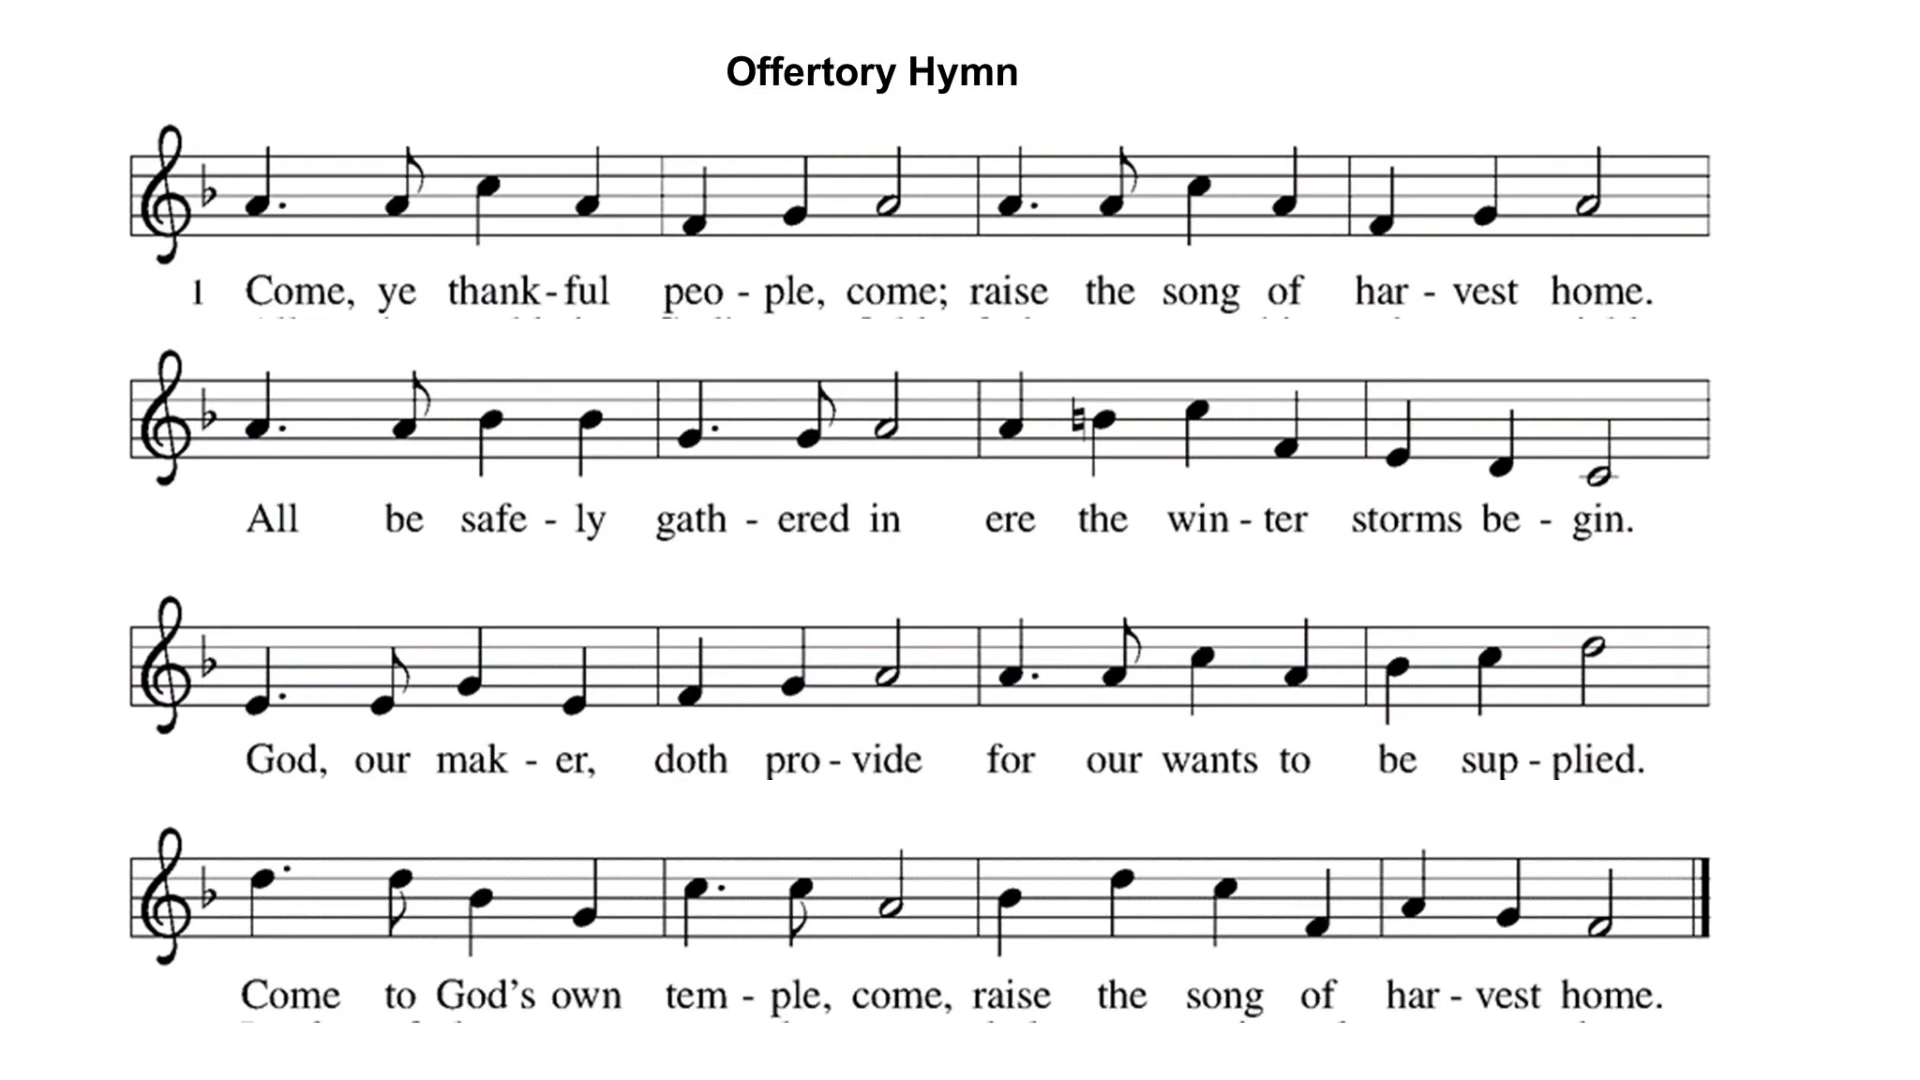 Offertory Hymn
1 Come, ye thank-ful peo - ple, come; raise the song of har - vest home.
All be safe - ly gath - ered in ere the win - ter storms be - gin.
God, our mak - er, doth pro - vide for our wants to be sup - plied.
Come to God's own tem - ple, come, raise the song of har - vest home.